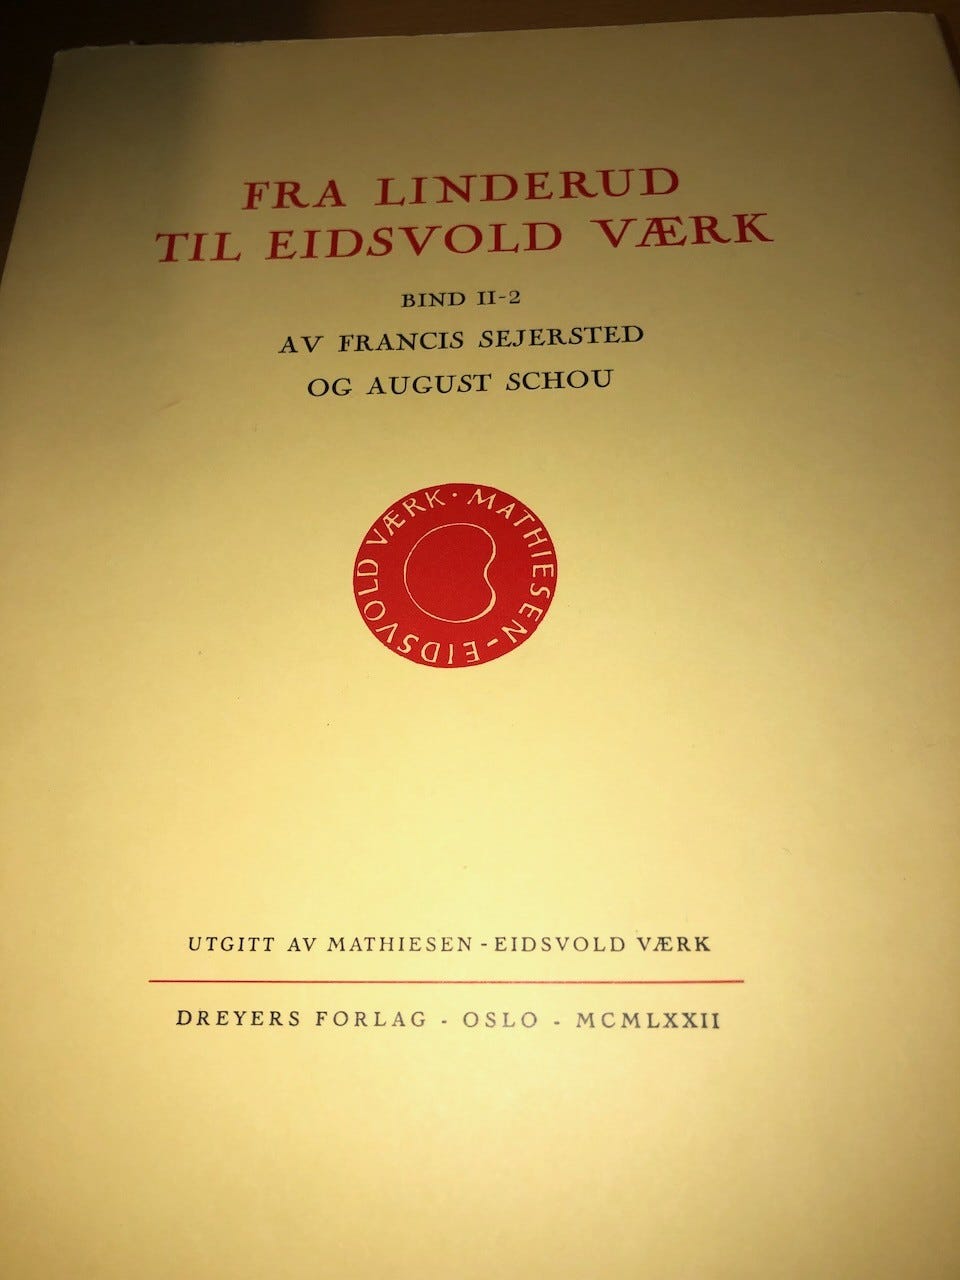 FRA LINDERUD
TIL EIDSVOLD VÆRK
BIND II-2
AV FRANCIS SEJERSTED
OG AUGUST SCHOU
MATHIESEN-EIDSVOLD VÆRK ·
UTGITT AV MATHIESEN - EIDSVOLD VÆRK
DREYERS FORLAG - OSLO - MCMLXXII